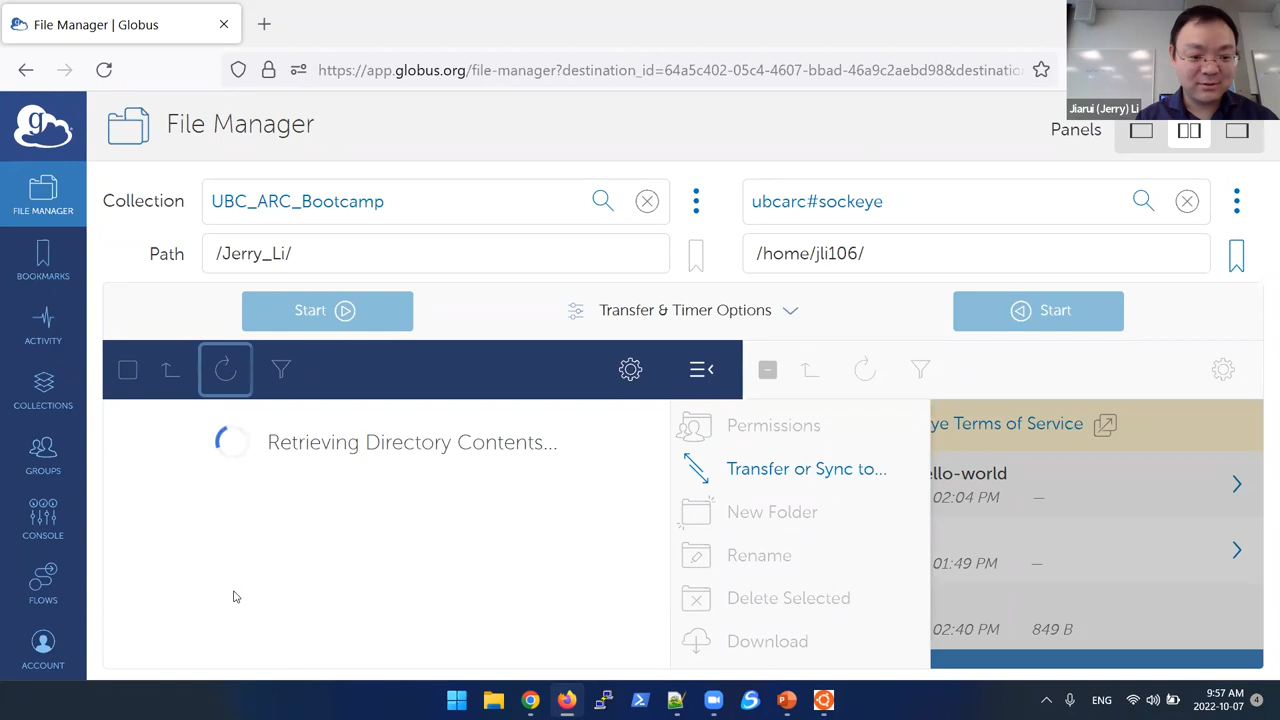 File Manager | Globus
https://app.globus.org/file-manager?destination_id=64a5c402-05c4-4607-bbad-46a9c2aebd98&destinatio
Jiarui (Jerry) Li
File Manager
Panels
FILE MANAGER
BOOKMARKS
ACTIVITY
COLLECTIONS
GROUPS
CONSOLE
FLOWS
ACCOUNT
Collection
UBC_ARC_Bootcamp
ubcarc#sockeye
Path
/Jerry_Li/
/home/jli106/
Start
Transfer & Timer Options
Start
Retrieving Directory Contents...
Permissions
Transfer or Sync to...
New Folder
Rename
Delete Selected
Download
ye Terms of Service
ello-world
02:04 PM —
01:49 PM —
02:40 PM 849 B
ENG
9:57 AM
2022-10-07
4